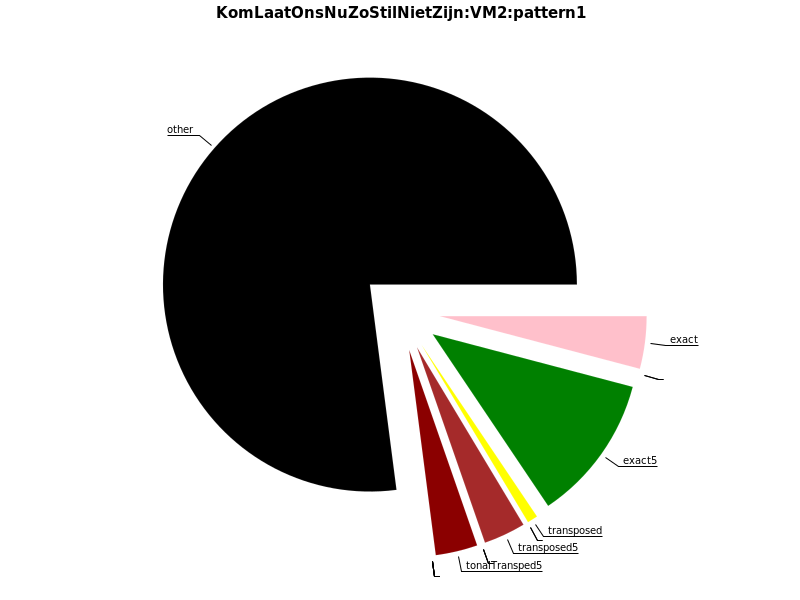 KomLaatOnsNuZoStilNietZijn:VM2:pattern1
other
exact
exact5
transposed
transposed5
tonalTransped5